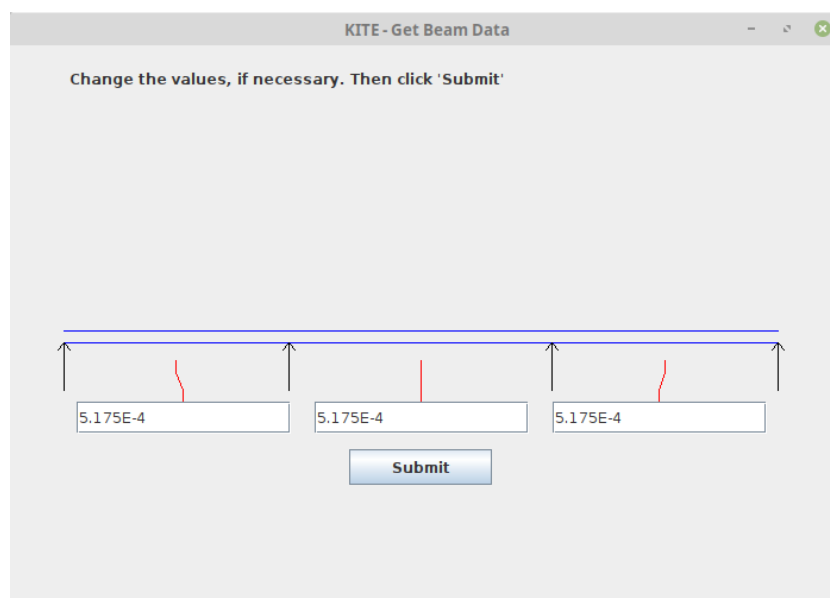 KITE - Get Beam Data
Change the values, if necessary. Then click 'Submit'
5.175E-4 5.175E-4 5.175E-4
Submit